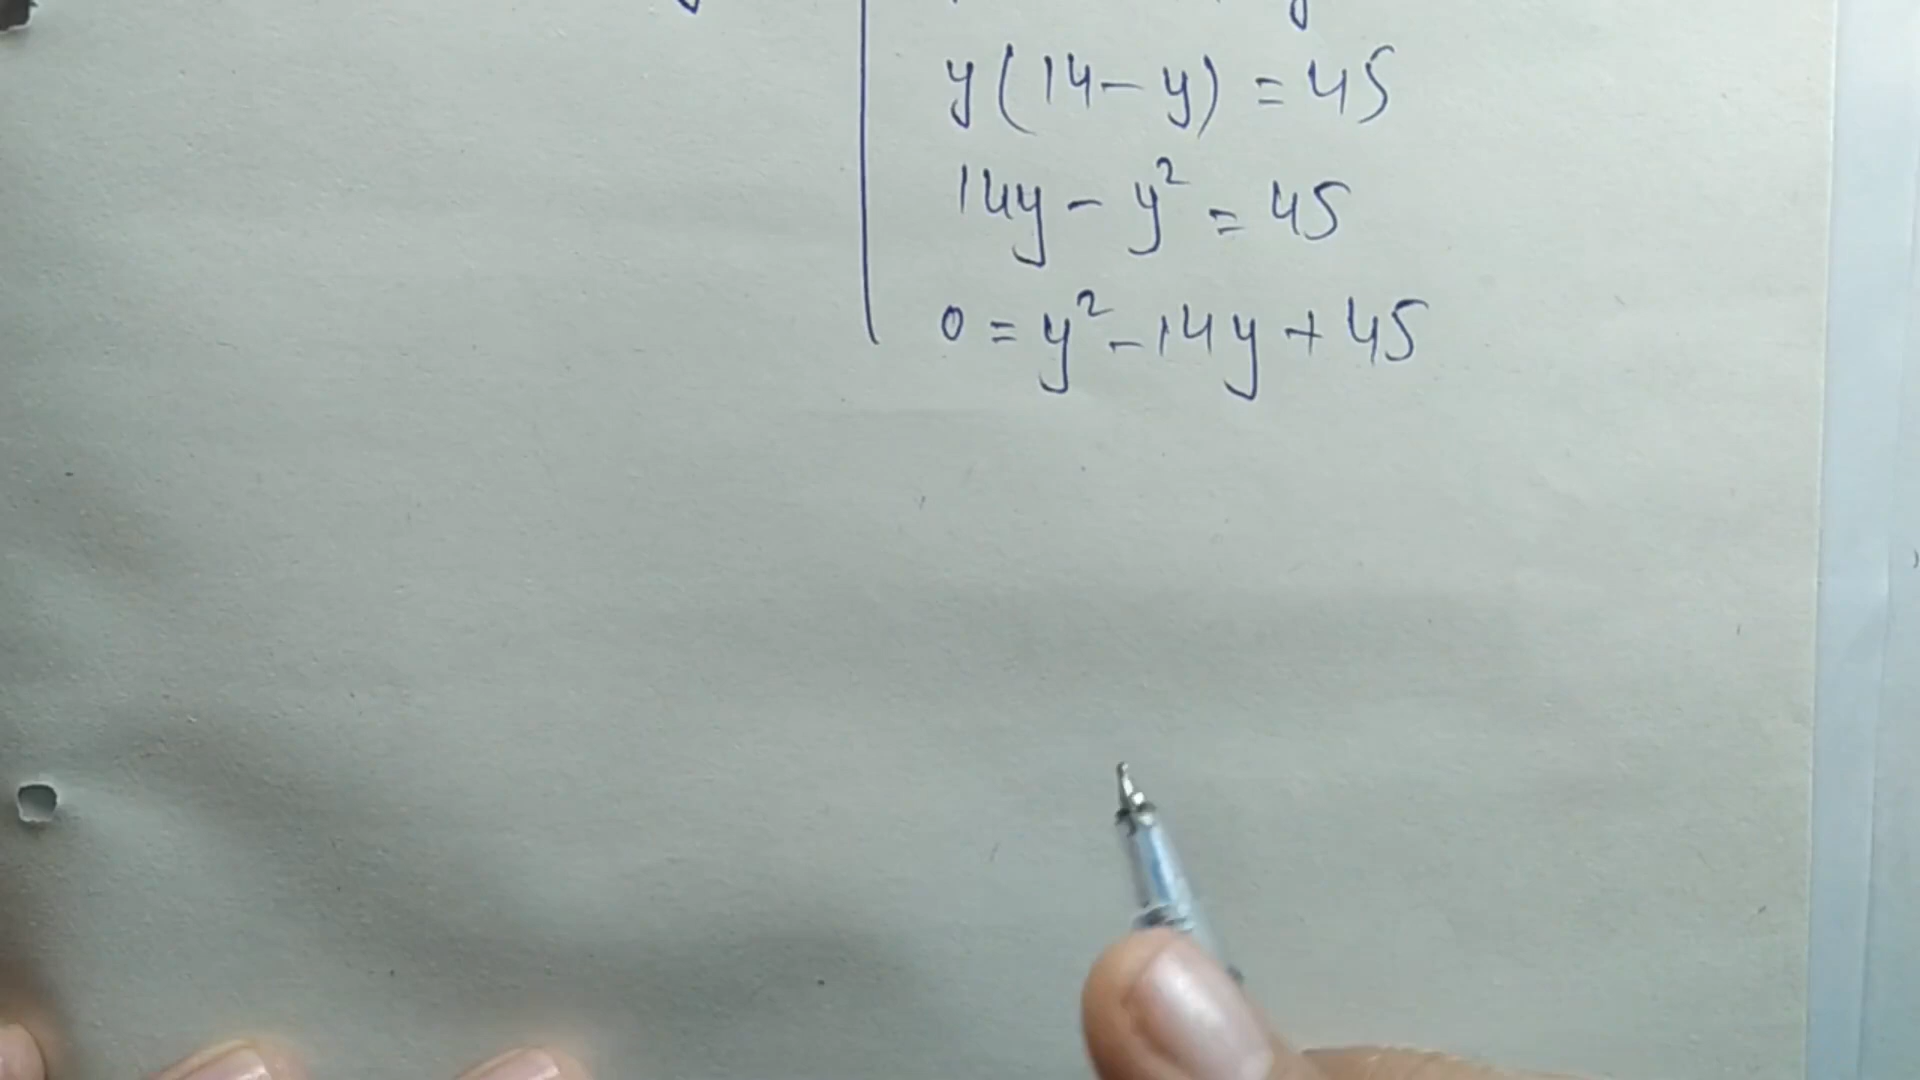 y(14-y) = 45
14y - y² = 45
0 = y² - 14y + 45